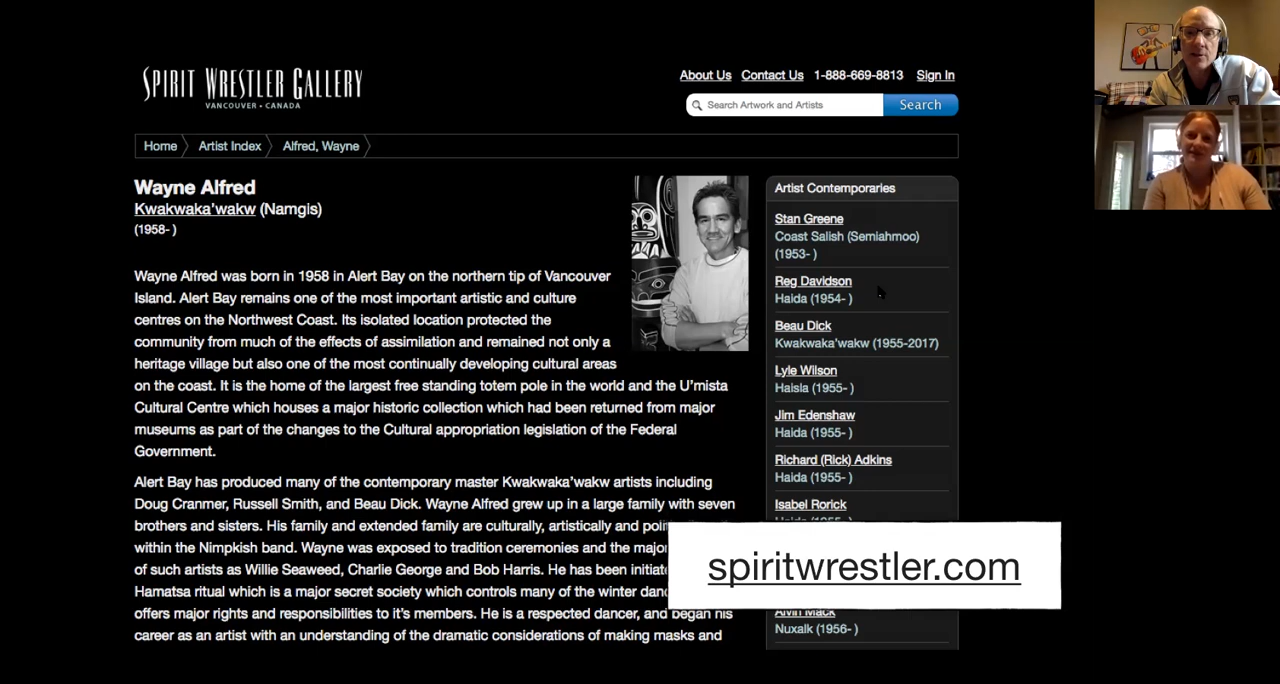 SPIRIT WRESTLER GALLERY
VANCOUVER • CANADA
About Us Contact Us 1-888-669-8813 Sign In
Search Artwork and Artists Search
Home Artist Index Alfred, Wayne
Wayne Alfred
Kwakwaka'wakw (Namgis)
(1958- )
Wayne Alfred was born in 1958 in Alert Bay on the northern tip of Vancouver
Island. Alert Bay remains one of the most important artistic and culture
centres on the Northwest Coast. Its isolated location protected the
community from much of the effects of assimilation and remained not only a
heritage village but also one of the most continually developing cultural areas
on the coast. It is the home of the largest free standing totem pole in the world and the U'mista
Cultural Centre which houses a major historic collection which had been returned from major
museums as part of the changes to the Cultural appropriation legislation of the Federal
Government.
Alert Bay has produced many of the contemporary master Kwakwaka'wakw artists including
Doug Cranmer, Russell Smith, and Beau Dick. Wayne Alfred grew up in a large family with seven
brothers and sisters. His family and extended family are culturally, artistically and
within the Nimpkish band. Wayne was exposed to tradition ceremonies and the
of such artists as Willie Seaweed, Charlie George and Bob Harris. He has been
Hamatsa ritual which is a major secret society which controls many of the winter
offers major rights and responsibilities to it's members. He is a respected dancer, and began his
career as an artist with an understanding of the dramatic considerations of making masks and
Artist Contemporaries
Stan Greene
Coast Salish (Semiahmoo)
(1953- )
Reg Davidson
Haida (1954- )
Beau Dick
Kwakwaka'wakw (1955-2017)
Lyle Wilson
Haisla (1955- )
Jim Edenshaw
Haida (1955- )
Richard (Rick) Adkins
Haida (1955- )
Isabel Rorick
Haida (1955- )
spiritwrestler.com
Alvin Mack
Nuxalk (1956- )